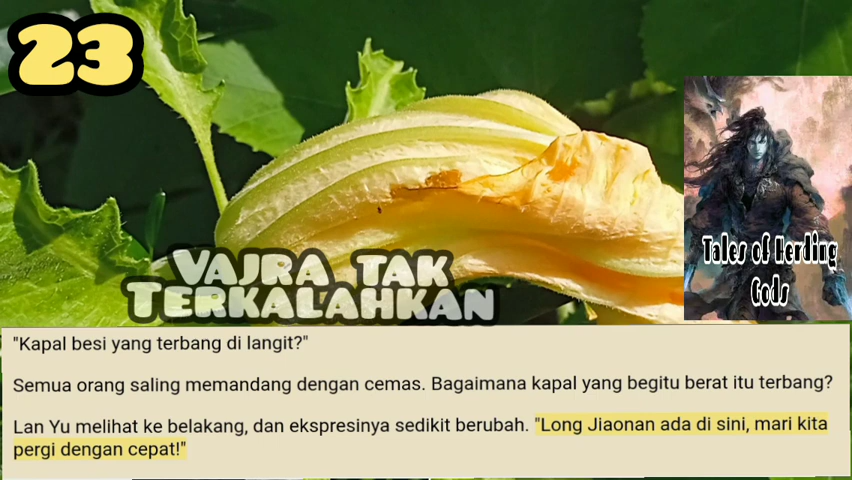 23
VAJRA TAK
TERKALAHKAN
Tales of Herding
Gods
"Kapal besi yang terbang di langit?"
Semua orang saling memandang dengan cemas. Bagaimana kapal yang begitu berat itu terbang?
Lan Yu melihat ke belakang, dan ekspresinya sedikit berubah. "Long Jiaonan ada di sini, mari kita
pergi dengan cepat!"